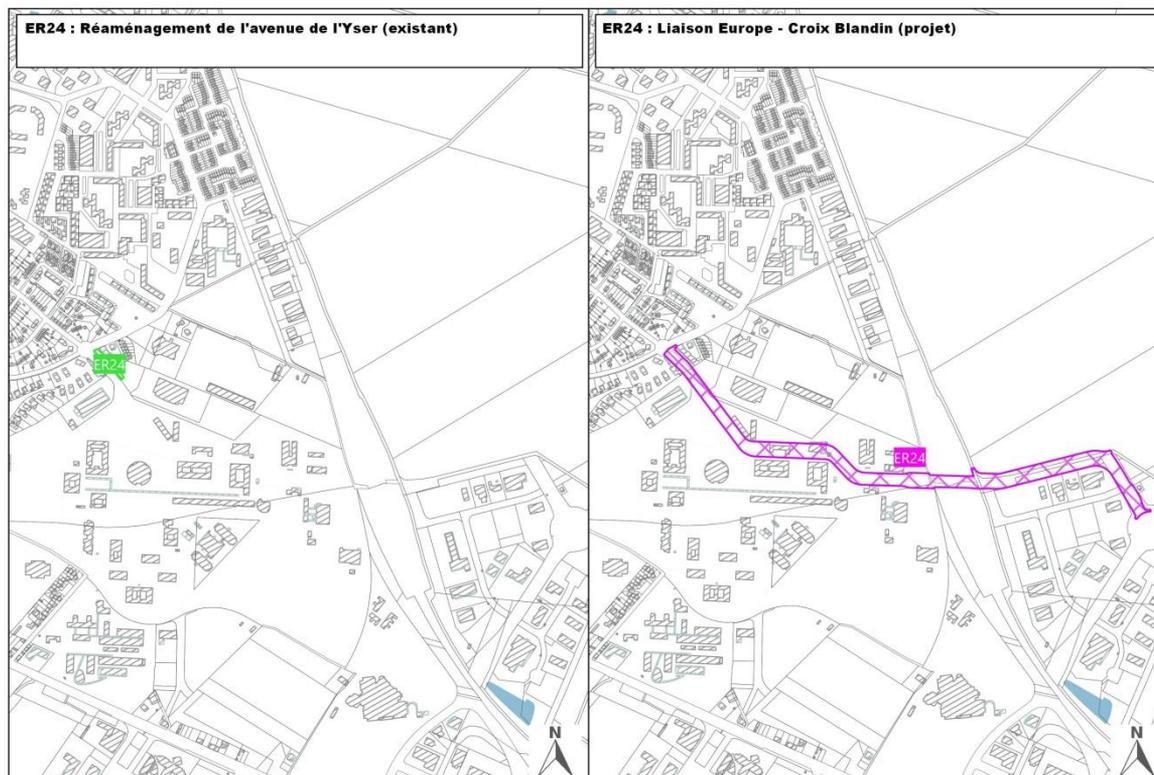 ER24 : Réaménagement de l'avenue de l'Yser (existant)
ER24
N
ER24 : Liaison Europe - Croix Blandin (projet)
ER24
N